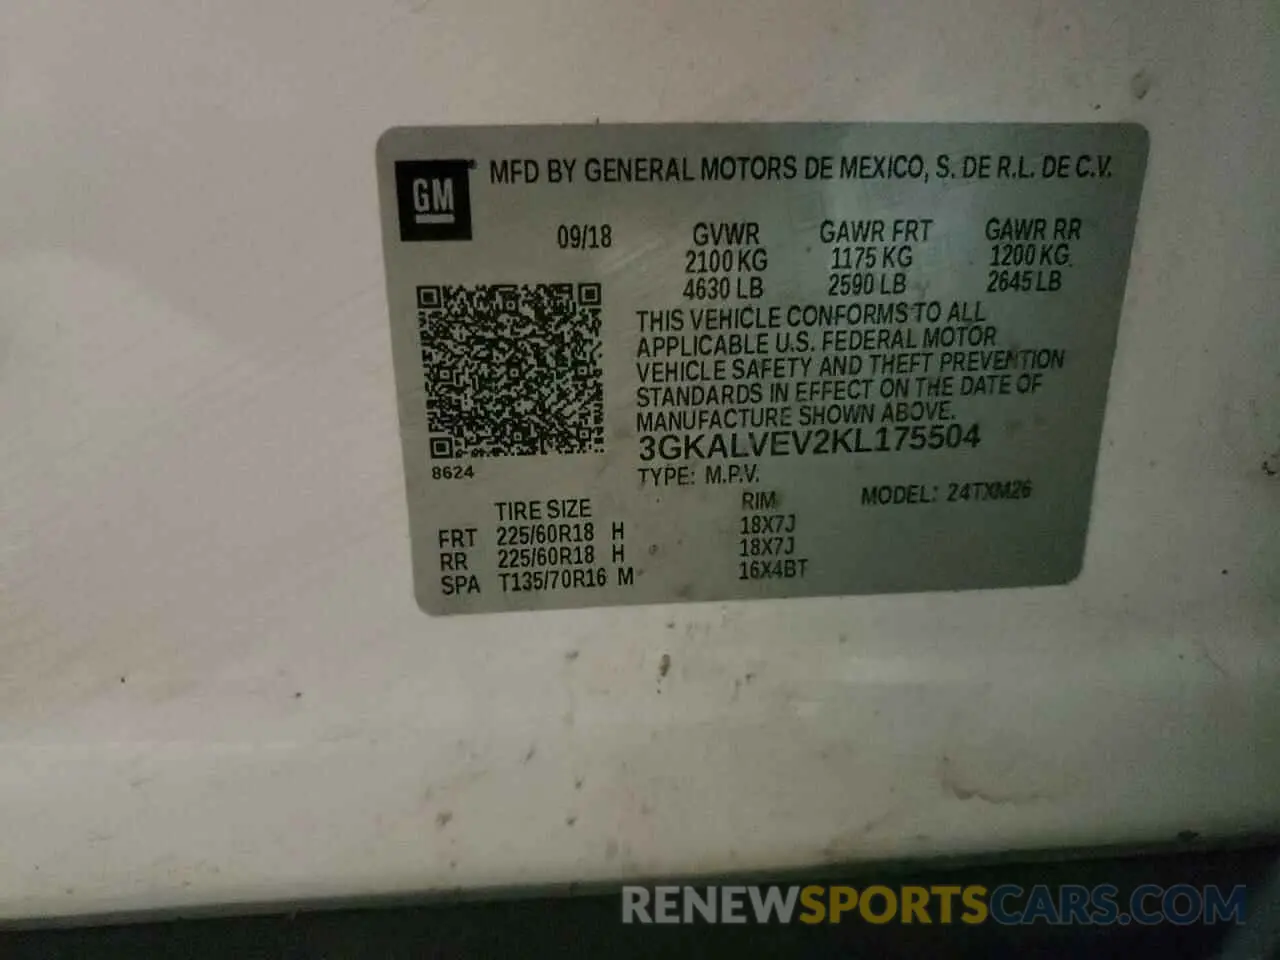 GM
MFD BY GENERAL MOTORS DE MEXICO, S. DE R.L. DE C.V.
09/18 GVWR GAWR FRT GAWR RR
2100 KG 1175 KG 1200 KG
4630 LB 2590 LB 2645 LB
THIS VEHICLE CONFORMS TO ALL
APPLICABLE U.S. FEDERAL MOTOR
VEHICLE SAFETY AND THEFT PREVENTION
STANDARDS IN EFFECT ON THE DATE OF
MANUFACTURE SHOWN ABOVE.
3GKALVEV2KL175504
8624
TYPE: M.P.V.
MODEL: 24TXM26
TIRE SIZE RIM
FRT 225/60R18 H 18X7J
RR 225/60R18 H 18X7J
SPA T135/70R16 M 16X4BT
RENEWSPORTSCARS.COM